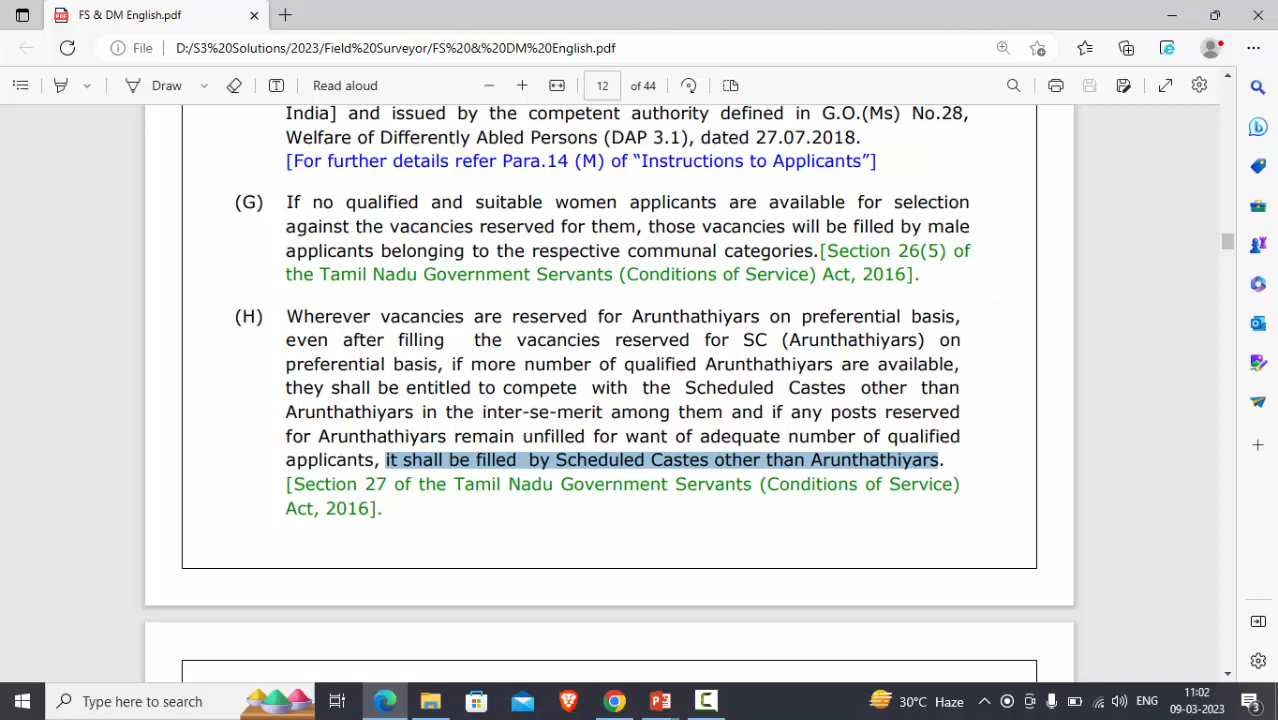 FS & DM English.pdf
File
D:/S3%20Solutions/2023/Field%20Surveyor/FS%20&%20DM%20English.pdf
Draw
Read aloud
12 of 44
India] and issued by the competent authority defined in G.O.(Ms) No.28,
Welfare of Differently Abled Persons (DAP 3.1), dated 27.07.2018.
[For further details refer Para.14 (M) of “Instructions to Applicants”]
(G) If no qualified and suitable women applicants are available for selection
against the vacancies reserved for them, those vacancies will be filled by male
applicants belonging to the respective communal categories.[Section 26(5) of
the Tamil Nadu Government Servants (Conditions of Service) Act, 2016].
(H) Wherever vacancies are reserved for Arunthathiyars on preferential basis,
even after filling the vacancies reserved for SC (Arunthathiyars) on
preferential basis, if more number of qualified Arunthathiyars are available,
they shall be entitled to compete with the Scheduled Castes other than
Arunthathiyars in the inter-se-merit among them and if any posts reserved
for Arunthathiyars remain unfilled for want of adequate number of qualified
applicants, it shall be filled by Scheduled Castes other than Arunthathiyars.
[Section 27 of the Tamil Nadu Government Servants (Conditions of Service)
Act, 2016].
Type here to search
30°C Haze
ENG
11:02
09-03-2023
3